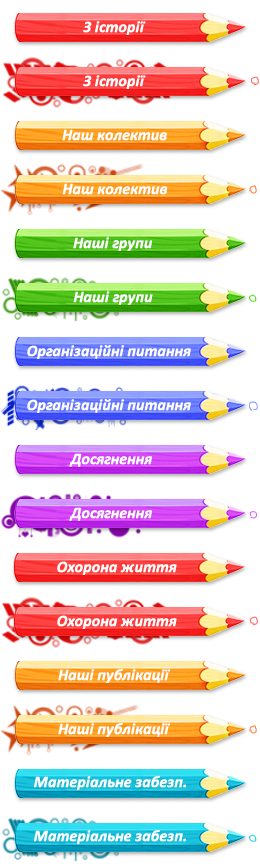 З історії
З історії
Наш колектив
Наш колектив
Наші групи
Наші групи
Організаційні питання
Організаційні питання
Досягнення
Досягнення
Охорона життя
Охорона життя
Наші публікації
Наші публікації
Матеріальне забезп.
Матеріальне забезп.